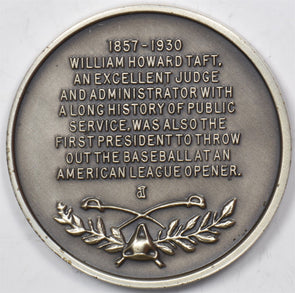 1857-1930
WILLIAM HOWARD TAFT,
AN EXCELLENT JUDGE
AND ADMINISTRATOR WITH
A LONG HISTORY OF PUBLIC
SERVICE, WAS ALSO THE
FIRST PRESIDENT TO THROW
OUT THE BASEBALL AT AN
AMERICAN LEAGUE OPENER.